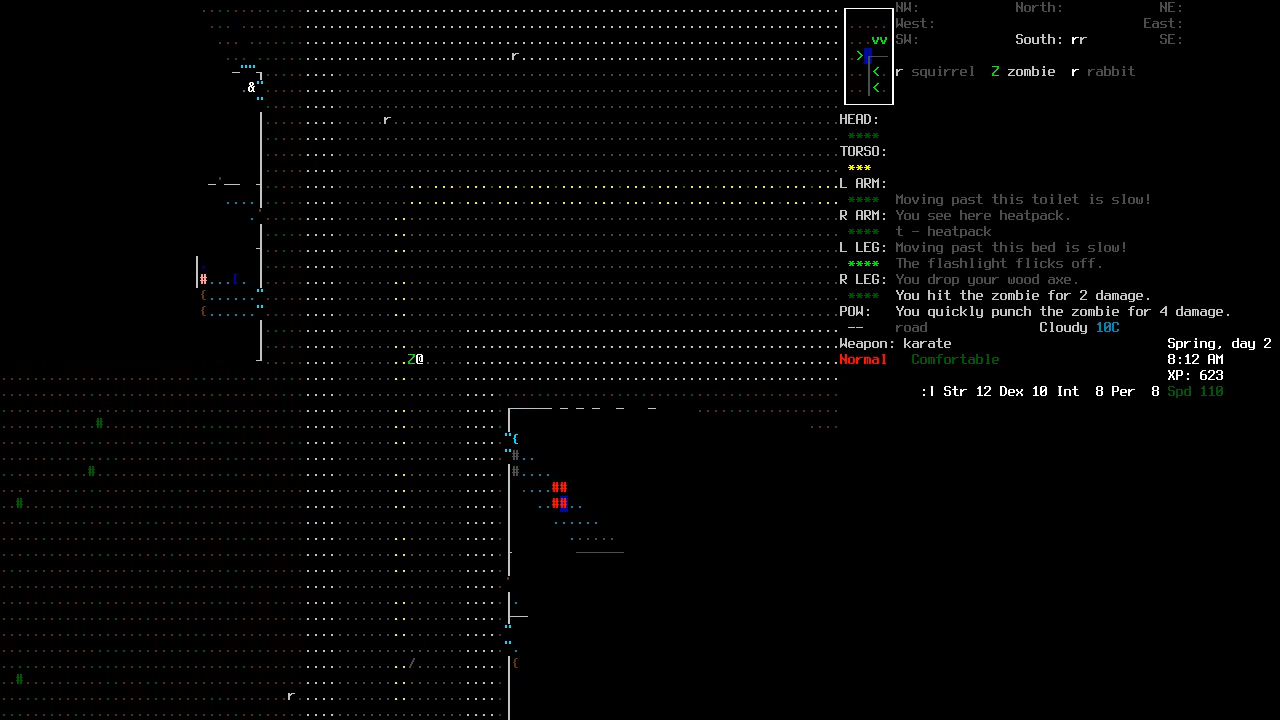 NW: North: NE:
West: East:
SW: South: rr SE:
r squirrel Z zombie r rabbit
HEAD:
****
TORSO:
***
L ARM:
**** Moving past this toilet is slow!
R ARM: You see here heatpack.
**** t - heatpack
L LEG: Moving past this bed is slow!
**** The flashlight flicks off.
R LEG: You drop your wood axe.
**** You hit the zombie for 2 damage.
POW: You quickly punch the zombie for 4 damage.
-- road Cloudy 10C
Weapon: karate Spring, day 2
Normal Comfortable 8:12 AM
XP: 623
:| Str 12 Dex 10 Int 8 Per 8 Spd 110